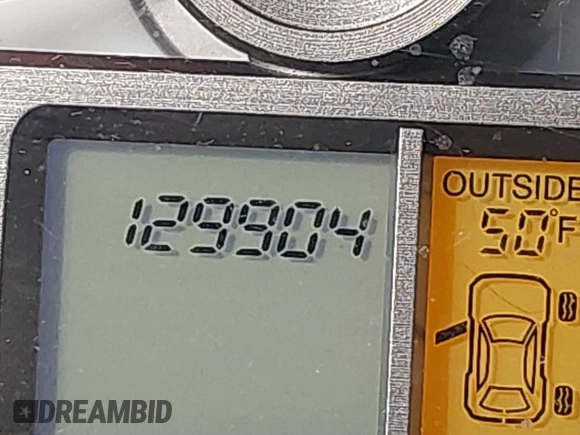 129904
OUTSIDE
50°F
DREAMBID